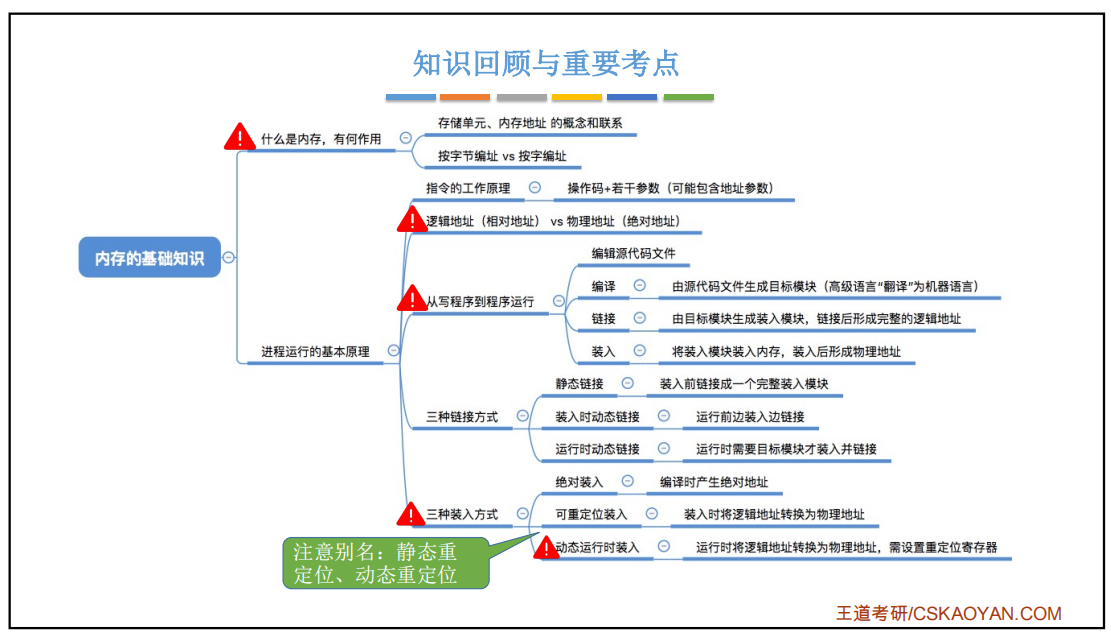 知识回顾与重要考点
内存的基础知识
什么是内存，有何作用
存储单元、内存地址 的概念和联系
按字节编址 vs 按字编址
进程运行的基本原理
指令的工作原理
操作码+若干参数（可能包含地址参数）
逻辑地址（相对地址） vs 物理地址（绝对地址）
从写程序到程序运行
编辑源代码文件
编译
由源代码文件生成目标模块（高级语言“翻译”为机器语言）
链接
由目标模块生成装入模块，链接后形成完整的逻辑地址
装入
将装入模块装入内存，装入后形成物理地址
三种链接方式
静态链接
装入前链接成一个完整装入模块
装入时动态链接
运行前边装入边链接
运行时动态链接
运行时需要目标模块才装入并链接
三种装入方式
绝对装入
编译时产生绝对地址
可重定位装入
装入时将逻辑地址转换为物理地址
动态运行时装入
运行时将逻辑地址转换为物理地址，需设置重定位寄存器
注意别名：静态重
定位、动态重定位
王道考研/CSKAOYAN.COM